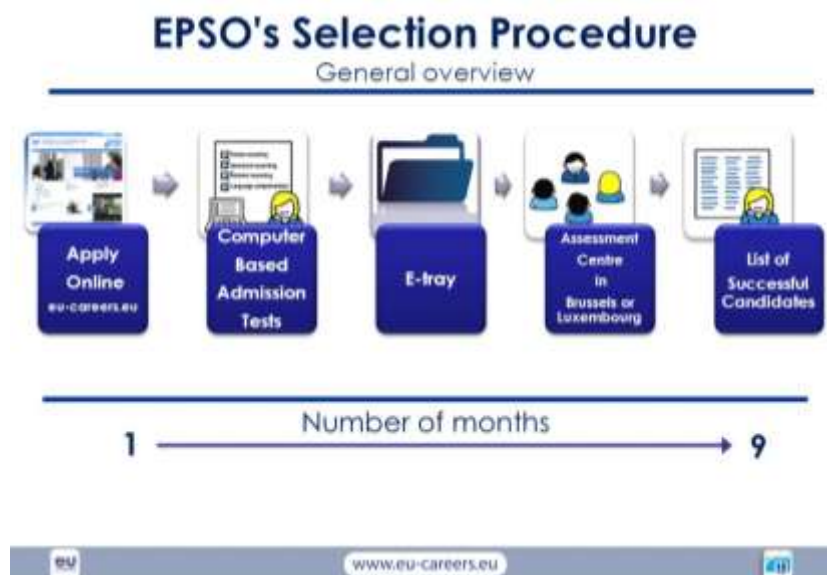 EPSO's Selection Procedure
General overview
Apply
Online
eu-careers.eu
Computer
Based
Admission
Tests
E-tray
Assessment
Centre
in
Brussels or
Luxembourg
List of
Successful
Candidates
Number of months
1
9
eu
www.eu-careers.eu